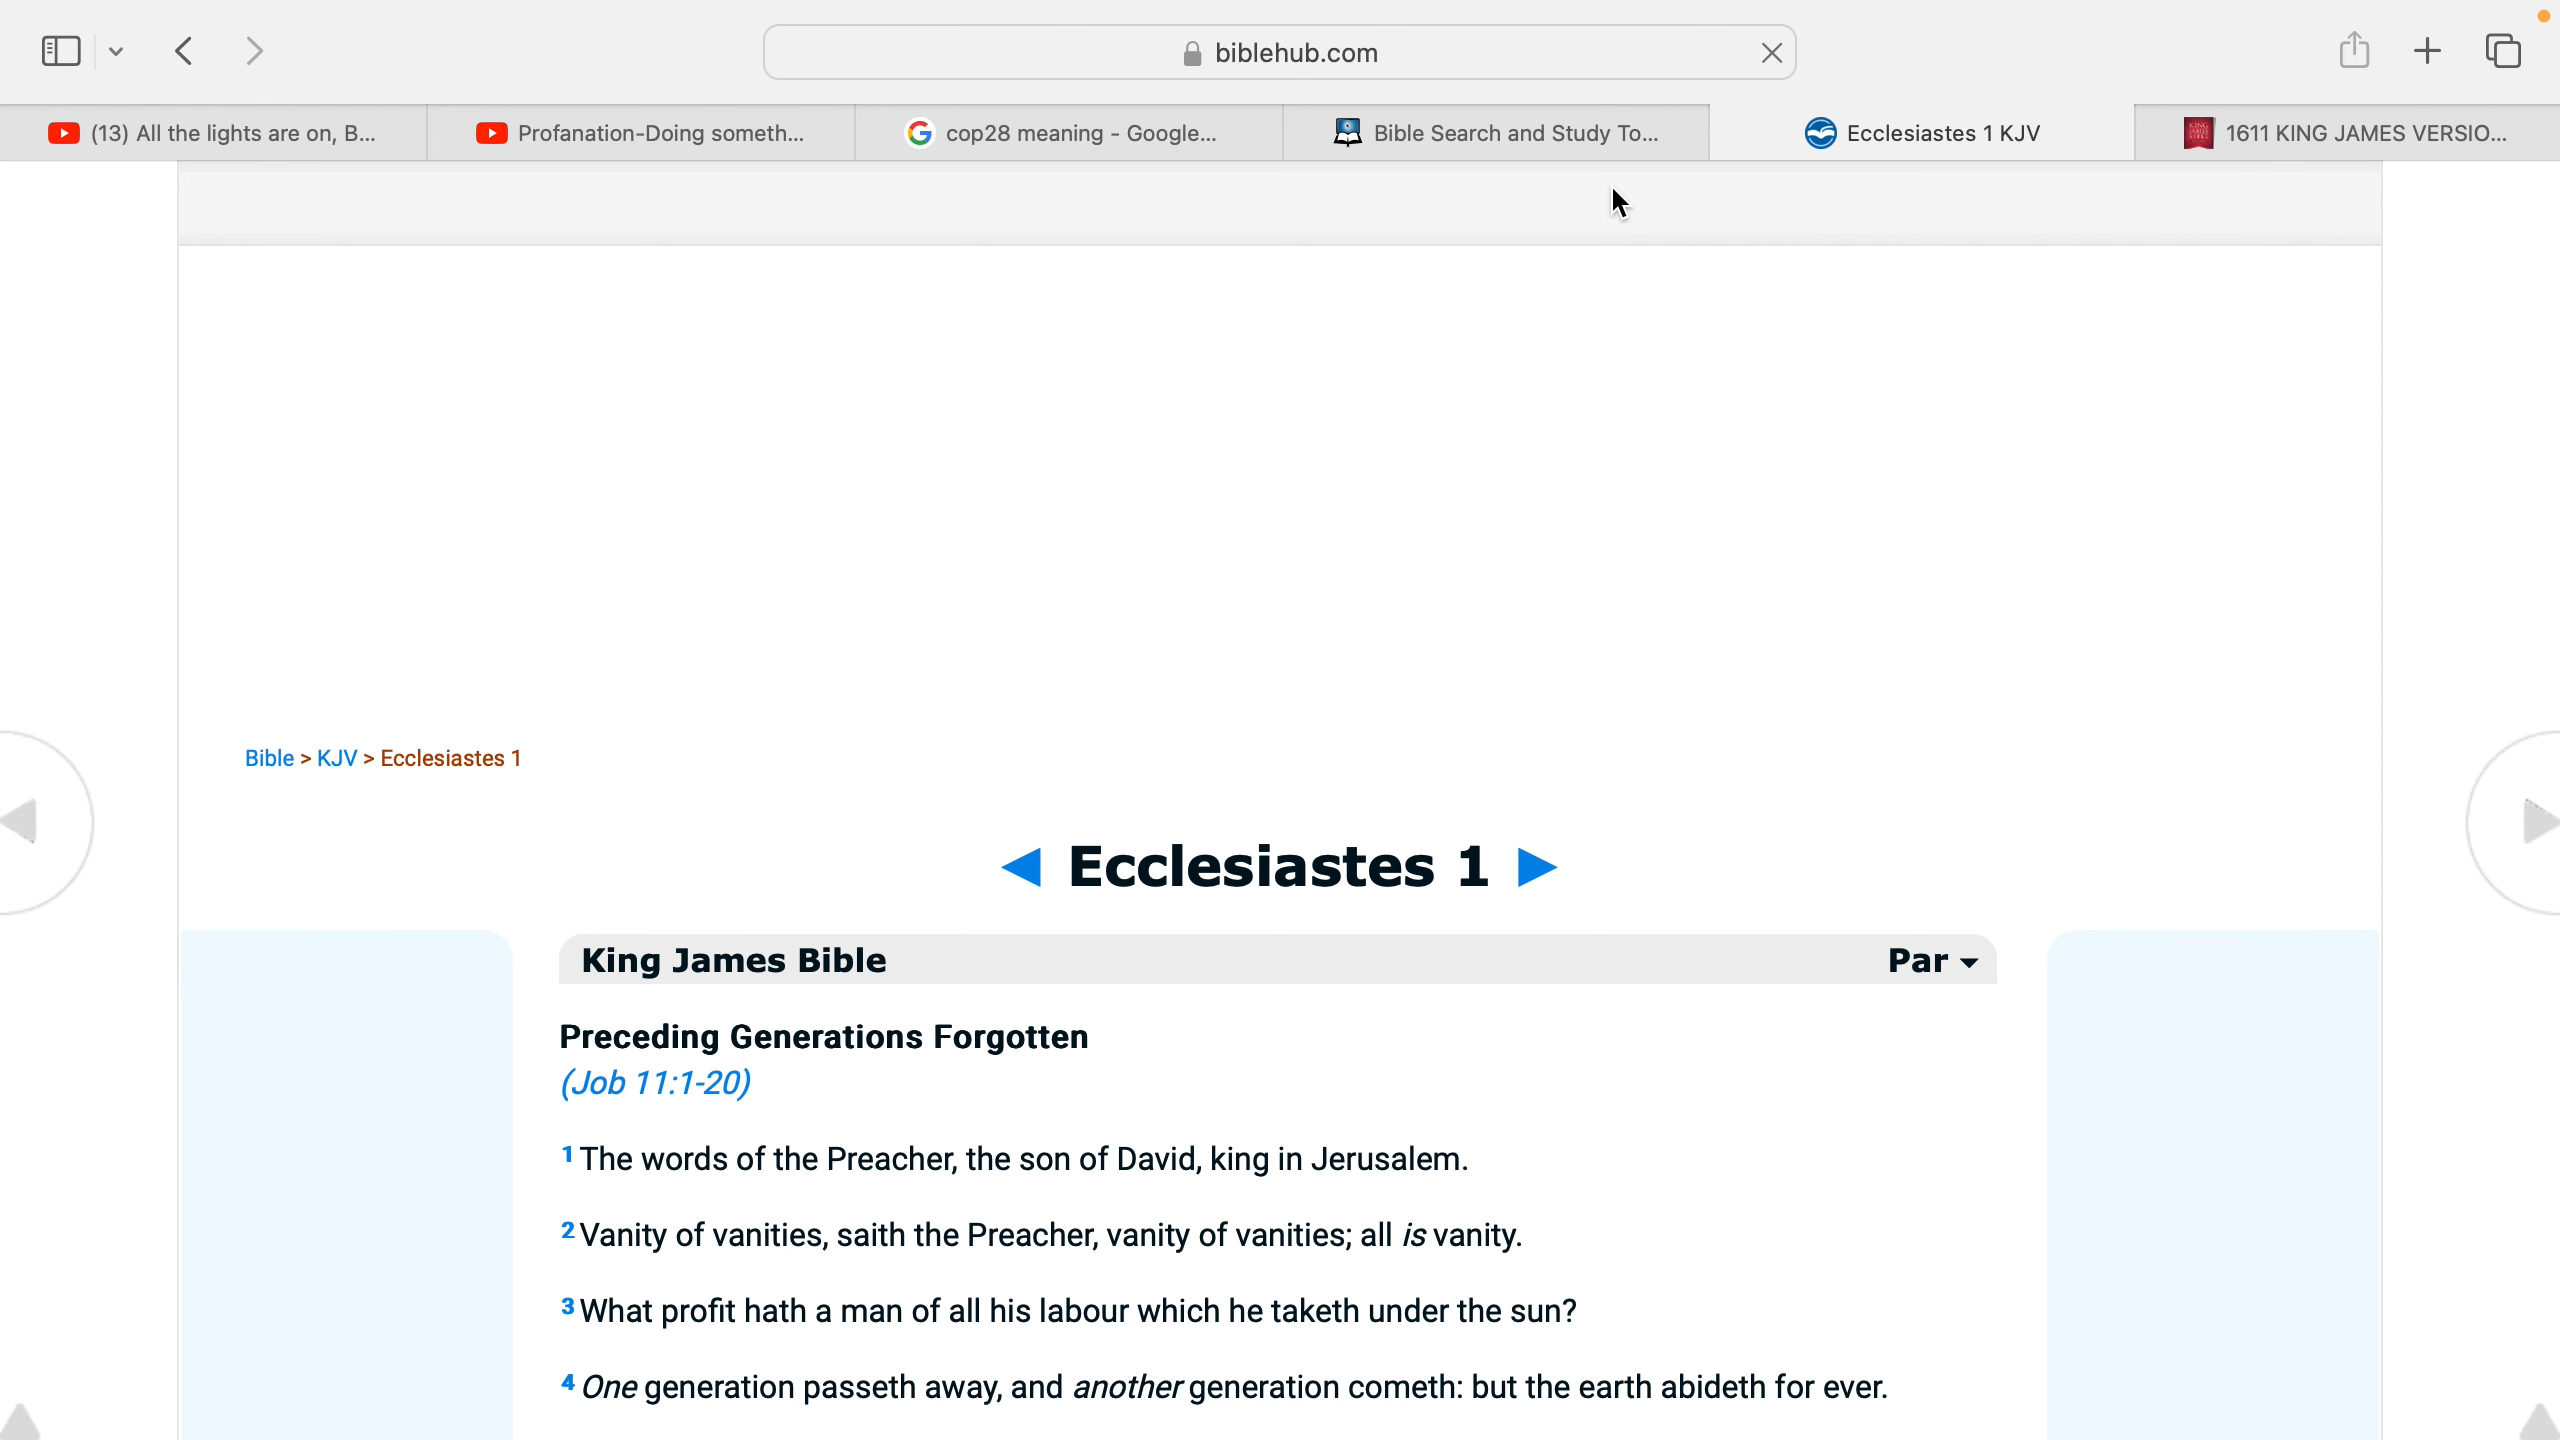 biblehub.com
(13) All the lights are on, B...
Profanation-Doing someth...
cop28 meaning - Google...
Bible Search and Study To...
Ecclesiastes 1 KJV
1611 KING JAMES VERSIO...
Bible > KJV > Ecclesiastes 1
Ecclesiastes 1
King James Bible Par
Preceding Generations Forgotten
(Job 11:1-20)
1 The words of the Preacher, the son of David, king in Jerusalem.
2 Vanity of vanities, saith the Preacher, vanity of vanities; all is vanity.
3 What profit hath a man of all his labour which he taketh under the sun?
4 One generation passeth away, and another generation cometh: but the earth abideth for ever.